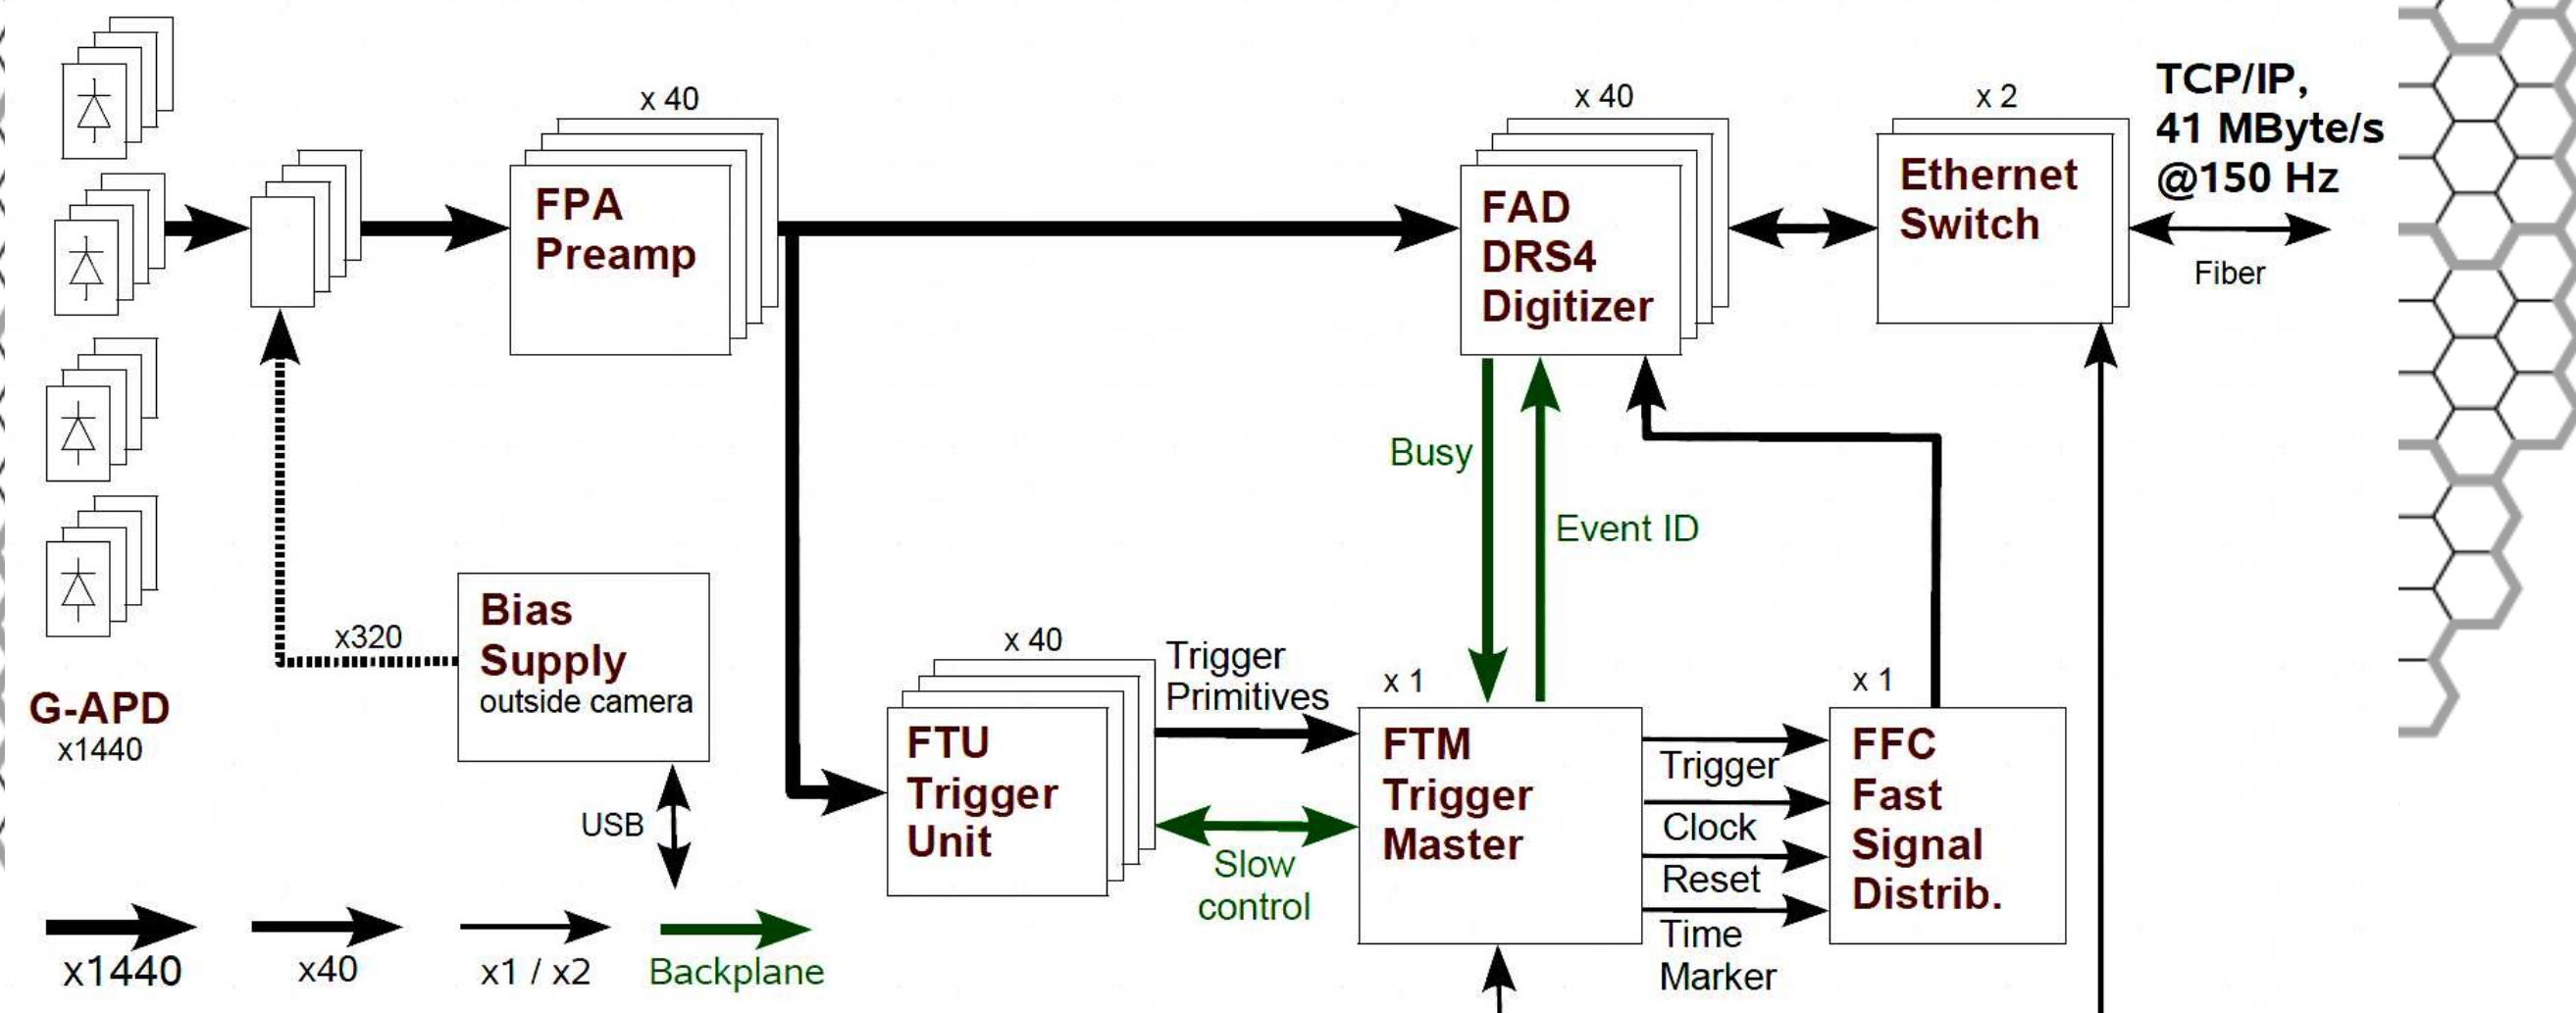 x 40
FPA
Preamp
x 40
FAD
DRS4
Digitizer
x 2
Ethernet
Switch
TCP/IP,
41 MByte/s
@150 Hz
Fiber
Busy
Event ID
x320
Bias
Supply
outside camera
USB
G-APD
x1440
x 40
FTU
Trigger
Unit
Trigger
Primitives
Slow
control
x 1
FTM
Trigger
Master
Trigger
Clock
Reset
Time
Marker
x 1
FFC
Fast
Signal
Distrib.
x1440
x40
x1 / x2
Backplane